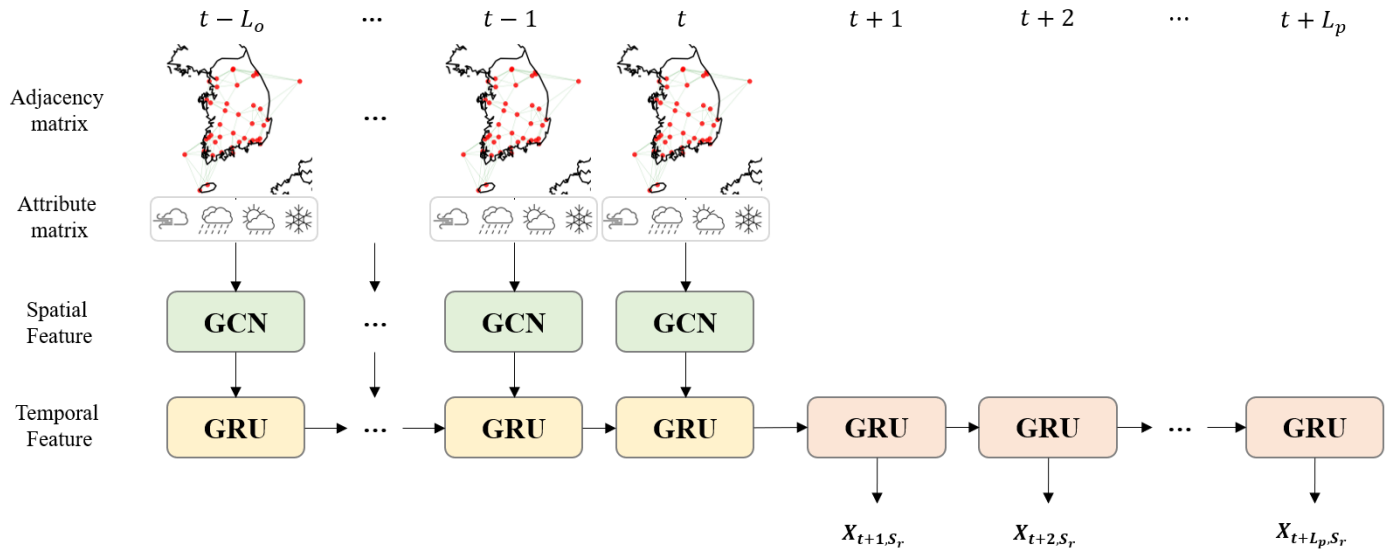 t − L_o ... t − 1 t t + 1 t + 2 ... t + L_p
Adjacency
matrix
...
Attribute
matrix
Spatial
Feature
GCN ... GCN GCN
Temporal
Feature
GRU ... GRU GRU GRU GRU ... GRU
X_{t+1,S_r} X_{t+2,S_r} X_{t+L_p,S_r}